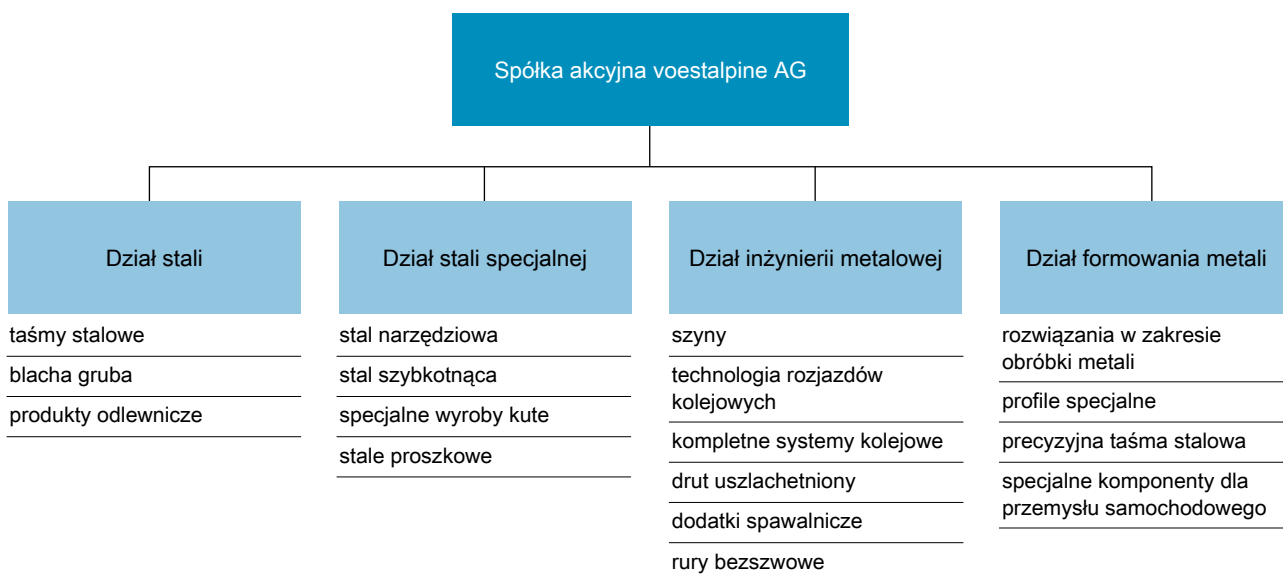 Spółka akcyjna voestalpine AG
Dział stali
taśmy stalowe
blacha gruba
produkty odlewnicze
Dział stali specjalnej
stal narzędziowa
stal szybkotnąca
specjalne wyroby kute
stale proszkowe
Dział inżynierii metalowej
szyny
technologia rozjazdów
kolejowych
kompletne systemy kolejowe
drut uszlachetniony
dodatki spawalnicze
rury bezszwowe
Dział formowania metali
rozwiązania w zakresie
obróbki metali
profile specjalne
precyzyjna taśma stalowa
specjalne komponenty dla
przemysłu samochodowego